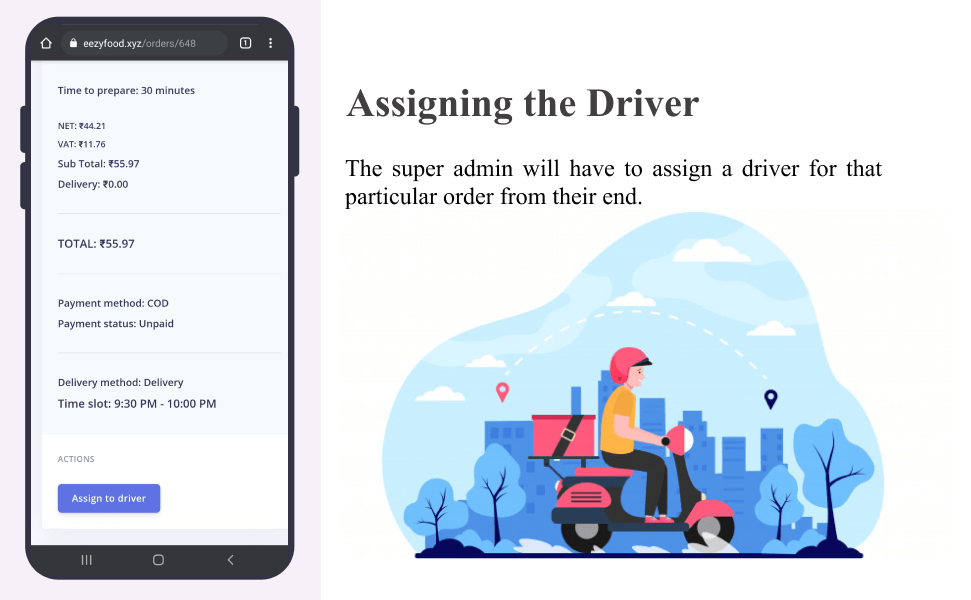 eezyfood.xyz/orders/648
1
Time to prepare: 30 minutes
NET: ₹44.21
VAT: ₹11.76
Sub Total: ₹55.97
Delivery: ₹0.00
TOTAL: ₹55.97
Payment method: COD
Payment status: Unpaid
Delivery method: Delivery
Time slot: 9:30 PM - 10:00 PM
ACTIONS
Assign to driver
Assigning the Driver
The super admin will have to assign a driver for that
particular order from their end.